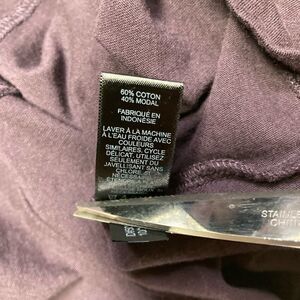 60% COTON
40% MODAL
FABRIQUÉ EN
INDONÉSIE
LAVER À LA MACHINE
À L'EAU FROIDE AVEC
COULEURS
SIMILAIRES, CYCLE
DÉLICAT. UTILISEZ
SEULEMENT DU
JAVELLISANT SANS
CHLORE,
NÉCESSAIRE
STAINLE